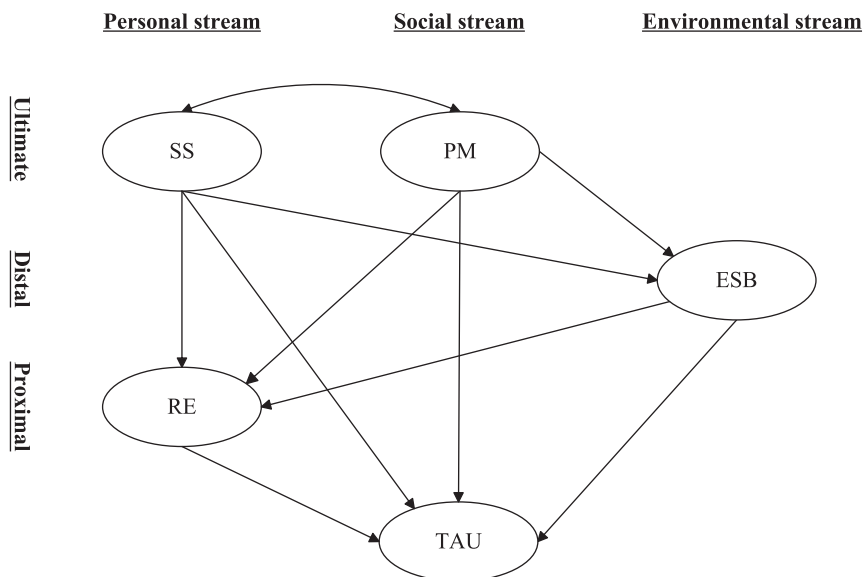 Personal stream
Social stream
Environmental stream
Ultimate
SS
PM
Distal
ESB
Proximal
RE
TAU